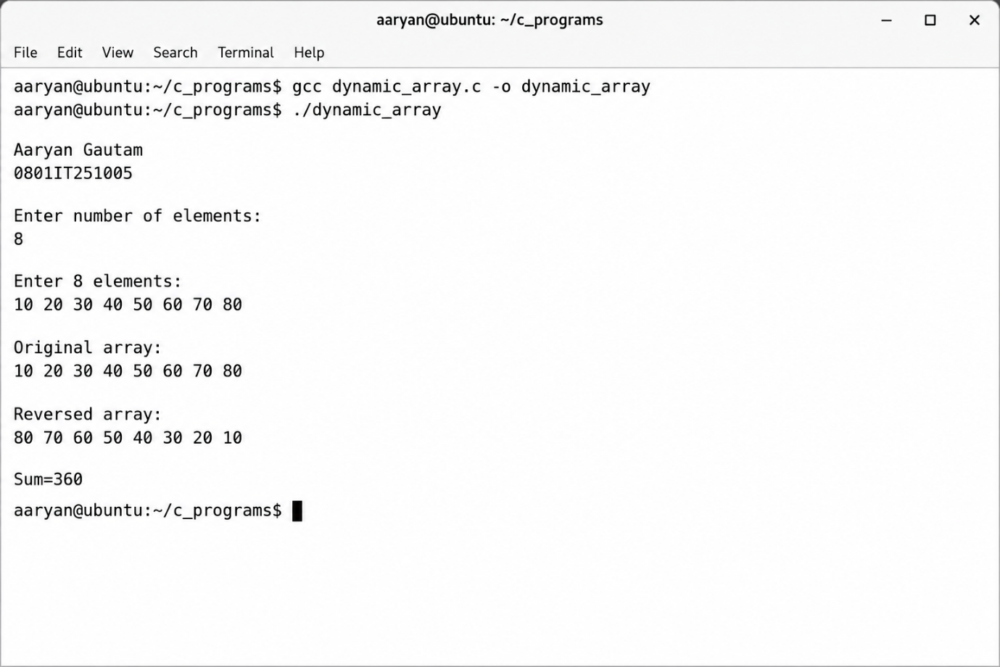 aaryan@ubuntu: ~/c_programs
File Edit View Search Terminal Help
aaryan@ubuntu:~/c_programs$ gcc dynamic_array.c -o dynamic_array
aaryan@ubuntu:~/c_programs$ ./dynamic_array
Aaryan Gautam
0801IT251005
Enter number of elements:
8
Enter 8 elements:
10 20 30 40 50 60 70 80
Original array:
10 20 30 40 50 60 70 80
Reversed array:
80 70 60 50 40 30 20 10
Sum=360
aaryan@ubuntu:~/c_programs$